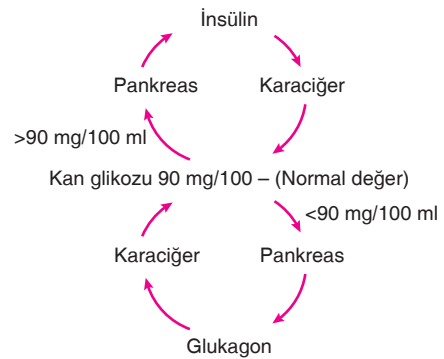 İnsülin
Pankreas
Karaciğer
>90 mg/100 ml
Kan glikozu 90 mg/100 – (Normal değer)
<90 mg/100 ml
Karaciğer
Pankreas
Glukagon